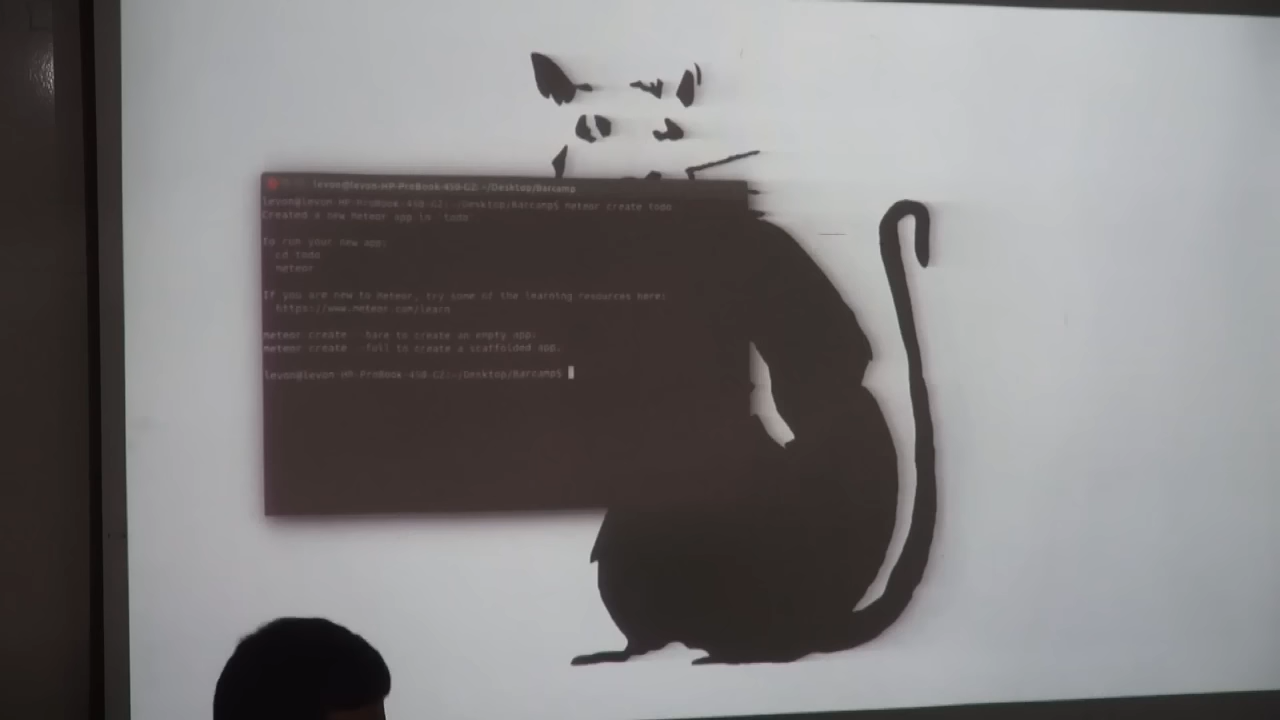 levon@levon-HP-ProBook-450-G2: ~/Desktop/Barcamp
levon@levon-HP-ProBook-450-G2:~/Desktop/Barcamp$ meteor create todo
Created a new Meteor app in 'todo'.
To run your new app:
cd todo
meteor
If you are new to Meteor, try some of the learning resources here:
https://www.meteor.com/learn
meteor create --bare to create an empty app.
meteor create --full to create a scaffolded app.
levon@levon-HP-ProBook-450-G2:~/Desktop/Barcamp$